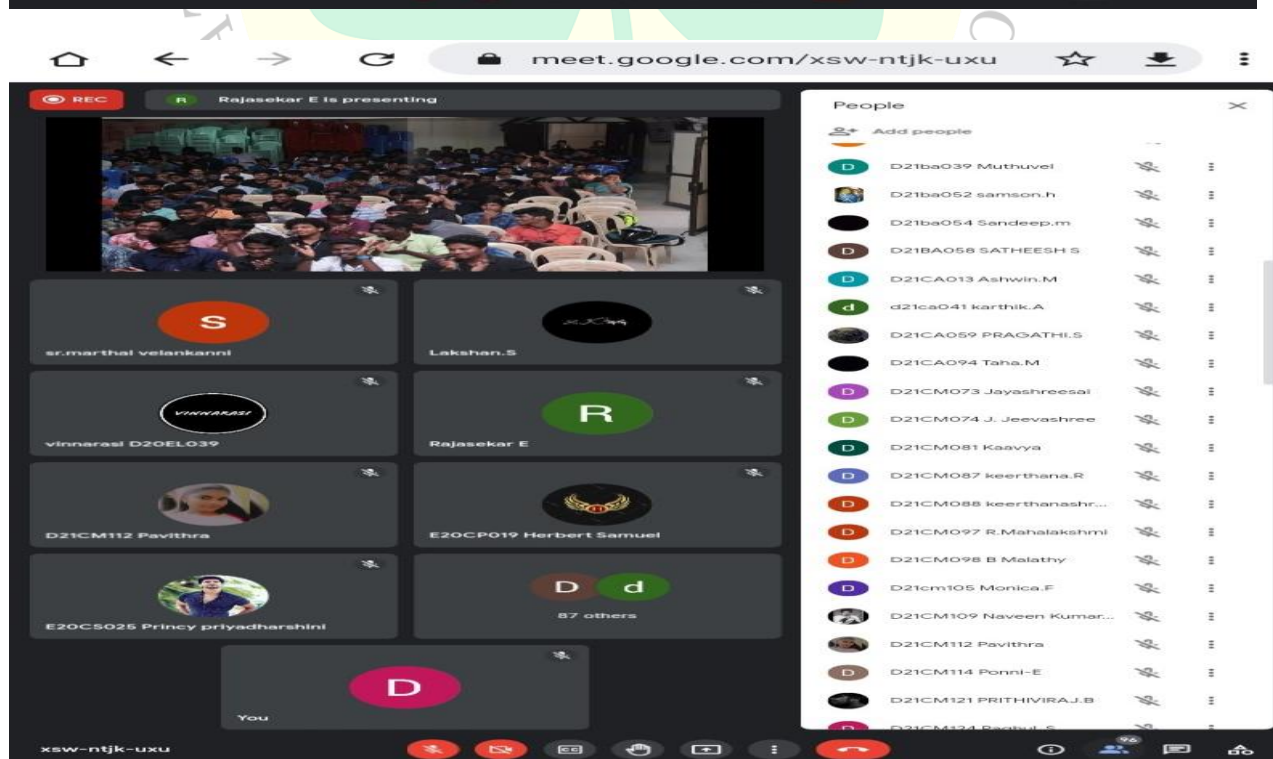 meet.google.com/xsw-ntjk-uxu
REC
R Rajasekar E is presenting
S
sr.marthal velankanni
Lakshan.S
VINNARASI
vinnarasi D20EL039
R
Rajasekar E
D21CM112 Pavithra
E20CP019 Herbert Samuel
E20CS025 Princy priyadharshini
D d
87 others
D
You
xsw-ntjk-uxu
CC
People
Add people
D D21ba039 Muthuvel
D21ba052 samson.h
D21ba054 Sandeep.m
D D21BA058 SATHEESH S
D D21CA013 Ashwin.M
d d21ca041 karthik.A
D21CA059 PRAGATHI.S
D21CA094 Taha.M
D D21CM073 Jayashreesai
D D21CM074 J. Jeevashree
D D21CM081 Kaavya
D D21CM087 keerthana.R
D D21CM088 keerthanashr...
D D21CM097 R.Mahalakshmi
D D21CM098 B Malathy
D D21cm105 Monica.F
D21CM109 Naveen Kumar...
D21CM112 Pavithra
D D21CM114 Ponni-E
D21CM121 PRITHIVIRAJ.B
D D21CM124 Raghul S
96